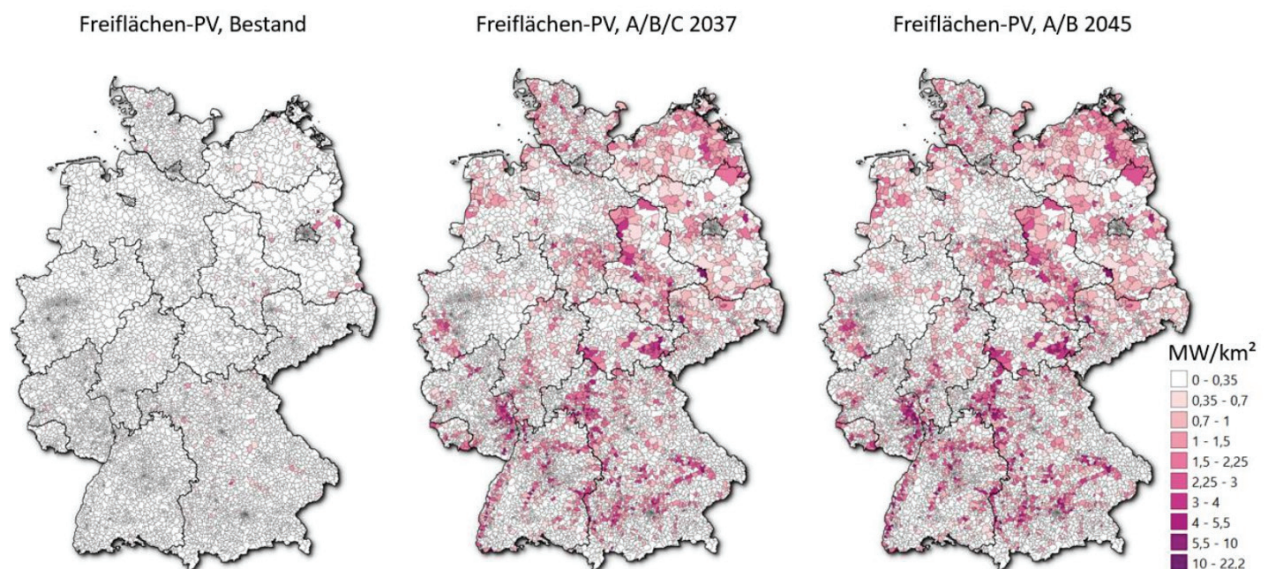 Freiflächen-PV, Bestand
Freiflächen-PV, A/B/C 2037
Freiflächen-PV, A/B 2045
MW/km²
0 - 0,35
0,35 - 0,7
0,7 - 1
1 - 1,5
1,5 - 2,25
2,25 - 3
3 - 4
4 - 5,5
5,5 - 10
10 - 22,2